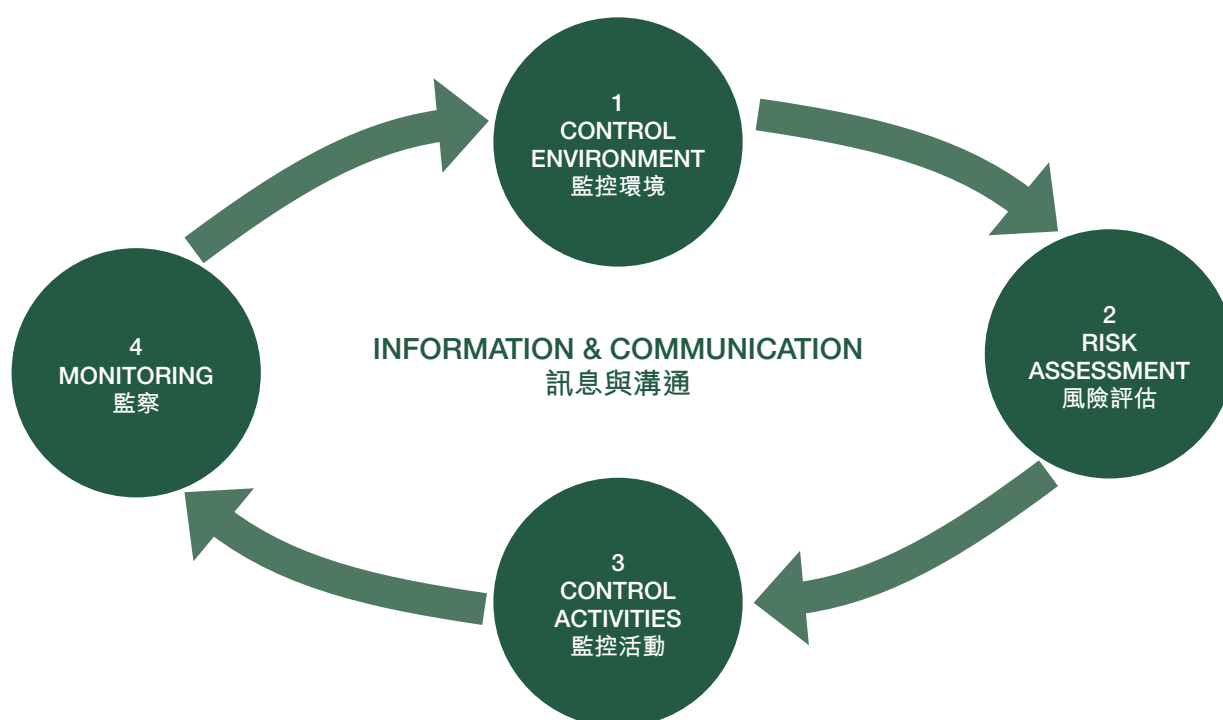 1
CONTROL
ENVIRONMENT
監控環境
2
RISK
ASSESSMENT
風險評估
INFORMATION & COMMUNICATION
訊息與溝通
4
MONITORING
監察
3
CONTROL
ACTIVITIES
監控活動